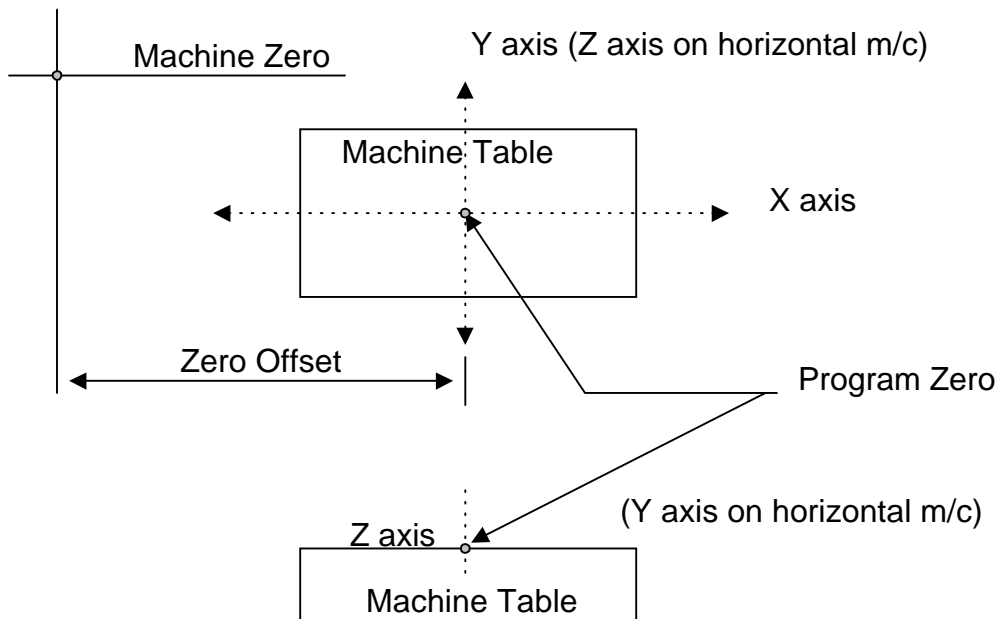 Y axis (Z axis on horizontal m/c)
Machine Zero
Machine Table
X axis
Zero Offset
Program Zero
(Y axis on horizontal m/c)
Z axis
Machine Table